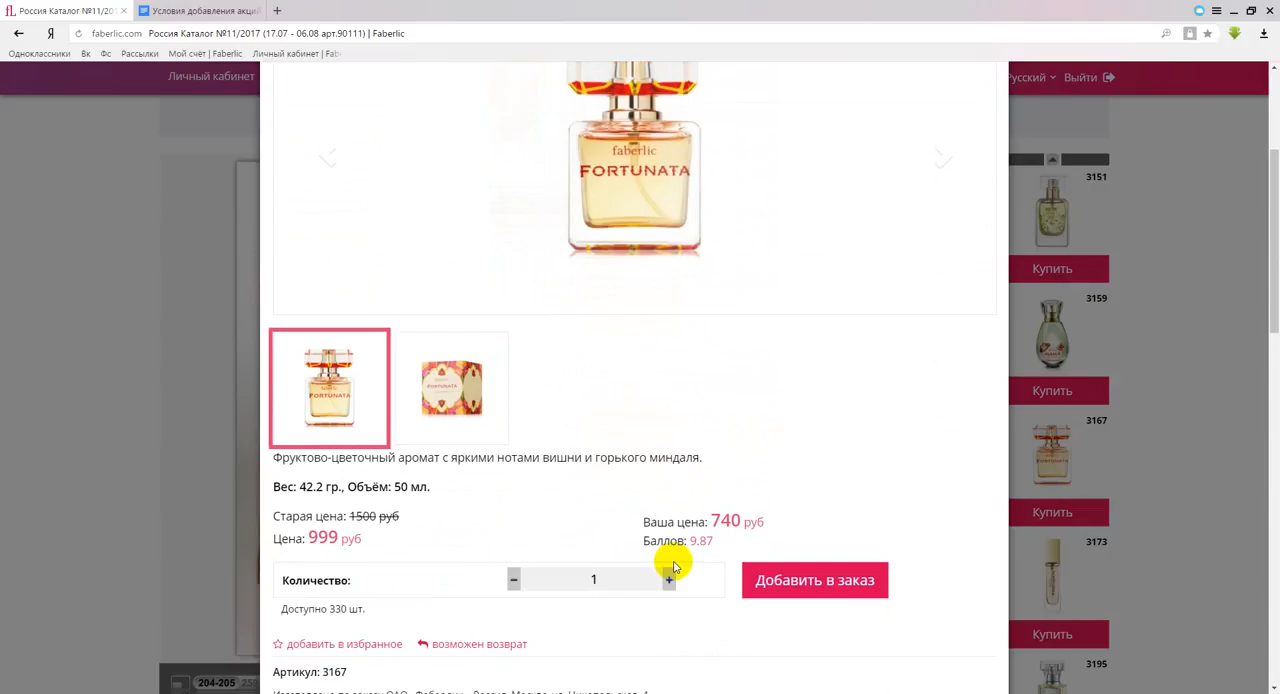 Россия Каталог №11/201
Условия добавления акций
faberlic.com Россия Каталог №11/2017 (17.07 - 06.08 арт.90111) | Faberlic
Одноклассники Вк Фс Рассылки Мой счёт | Faberlic Личный кабинет | Fab
Личный кабинет
Русский Выйти
faberlic
FORTUNATA
3151
Купить
3159
Купить
3167
Купить
3173
Купить
3195
FORTUNATA
FORTUNATA
Фруктово-цветочный аромат с яркими нотами вишни и горького миндаля.
Вес: 42.2 гр., Объём: 50 мл.
Старая цена: 1500 руб
Цена: 999 руб
Ваша цена: 740 руб
Баллов: 9.87
Количество:
- 1 +
Добавить в заказ
Доступно 330 шт.
добавить в избранное
возможен возврат
Артикул: 3167
204-205